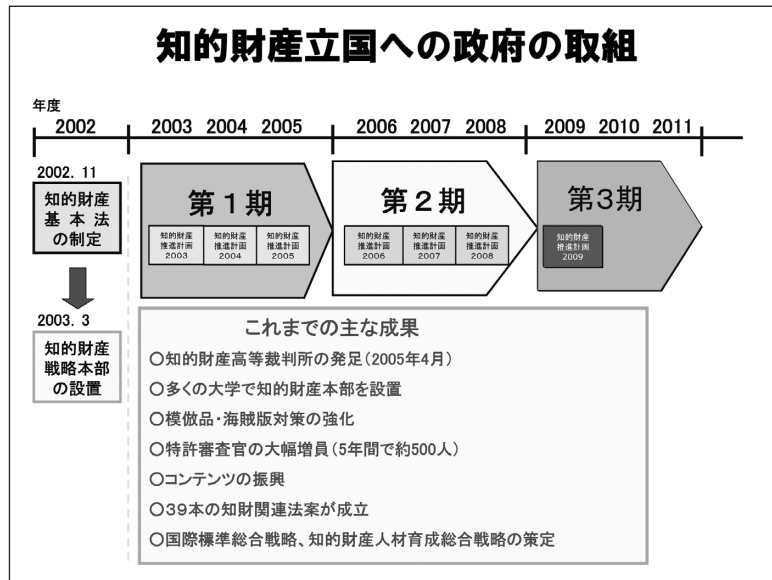 知的財産立国への政府の取組
年度
2002 2003 2004 2005 2006 2007 2008 2009 2010 2011
2002. 11
知的財産
基本法
の制定
2003. 3
知的財産
戦略本部
の設置
第1期
知的財産
推進計画
2003
知的財産
推進計画
2004
知的財産
推進計画
2005
第2期
知的財産
推進計画
2006
知的財産
推進計画
2007
知的財産
推進計画
2008
第3期
知的財産
推進計画
2009
これまでの主な成果
○知的財産高等裁判所の発足(2005年4月)
○多くの大学で知的財産本部を設置
○模倣品・海賊版対策の強化
○特許審査官の大幅増員(5年間で約500人)
○コンテンツの振興
○39本の知財関連法案が成立
○国際標準総合戦略、知的財産人材育成総合戦略の策定